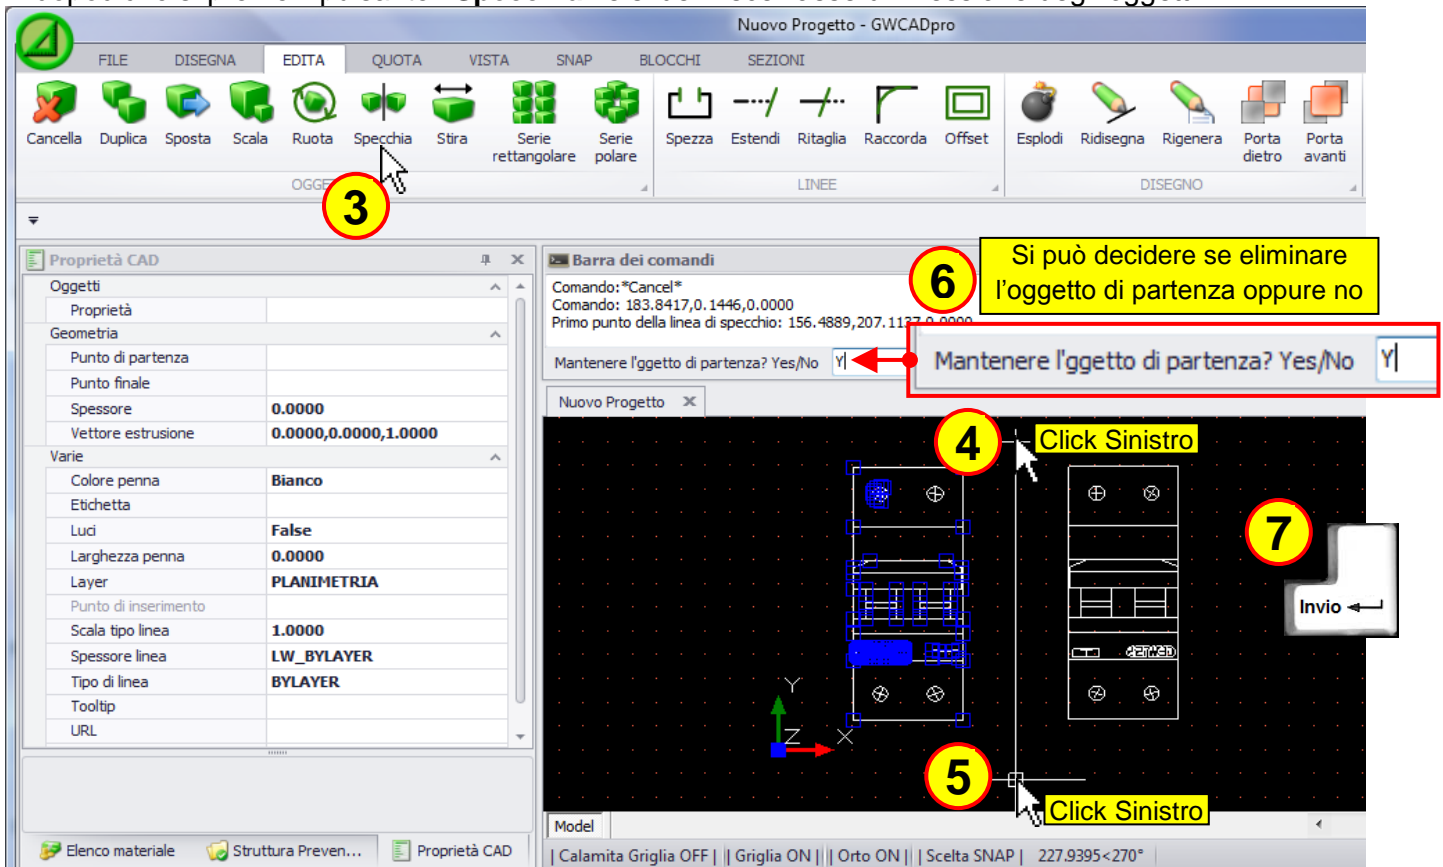 Nuovo Progetto - GWCADpro
FILE DISEGNA EDITA QUOTA VISTA SNAP BLOCCHI SEZIONI
Cancella Duplica Sposta Scala Ruota Specchia Stira Serie rettangolare Serie polare Spezza Estendi Ritaglia Raccorda Offset Esplodi Ridisegna Rigenera Porta dietro Porta avanti
OGGE LINEE DISEGNO
3
Proprietà CAD
Oggetti
Proprietà
Geometria
Punto di partenza
Punto finale
Spessore 0.0000
Vettore estrusione 0.0000,0.0000,1.0000
Varie
Colore penna Bianco
Etichetta
Luci False
Larghezza penna 0.0000
Layer PLANIMETRIA
Punto di inserimento
Scala tipo linea 1.0000
Spessore linea LW_BYLAYER
Tipo di linea BYLAYER
Tooltip
URL
Elenco materiale Struttura Preven... Proprietà CAD
Barra dei comandi
Comando:*Cancel*
Comando: 183.8417,0.1446,0.0000
Primo punto della linea di specchio: 156.4889,207.1137,0.0000
Mantenere l'ggetto di partenza? Yes/No Y
6
Si può decidere se eliminare
l'oggetto di partenza oppure no
Mantenere l'ggetto di partenza? Yes/No Y
Nuovo Progetto
4 Click Sinistro
7
Invio
Y
Z X
5
Click Sinistro
Model
| Calamita Griglia OFF | | Griglia ON | | Orto ON | | Scelta SNAP | 227.9395<270°